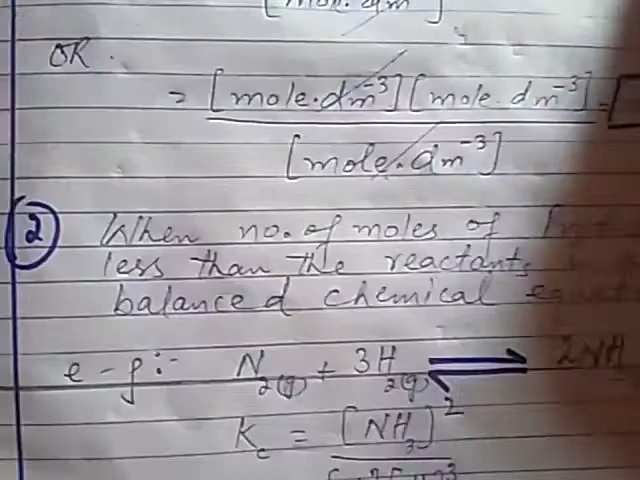 OR.
= [mole.dm⁻³][mole.dm⁻³]
[mole.dm⁻³]
2 When no. of moles of
less than the reactants
balanced chemical
e-g:- N2(g) + 3H2(g) ⇌ 2NH
Kc = [NH3]²